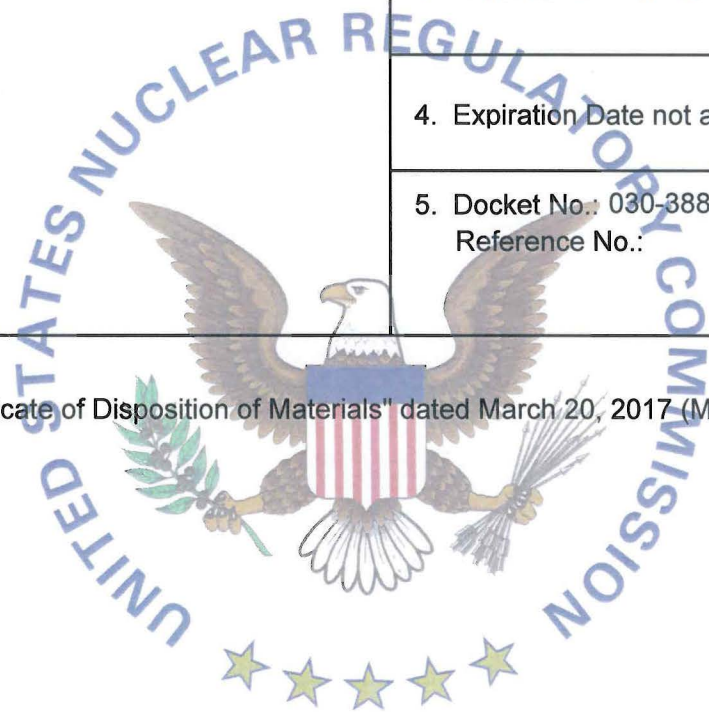 UNITED STATES NUCLEAR REGULATORY COMMISSION
4. Expiration Date not a
5. Docket No.: 030-388
Reference No.:
cate of Disposition of Materials" dated March 20, 2017 (M